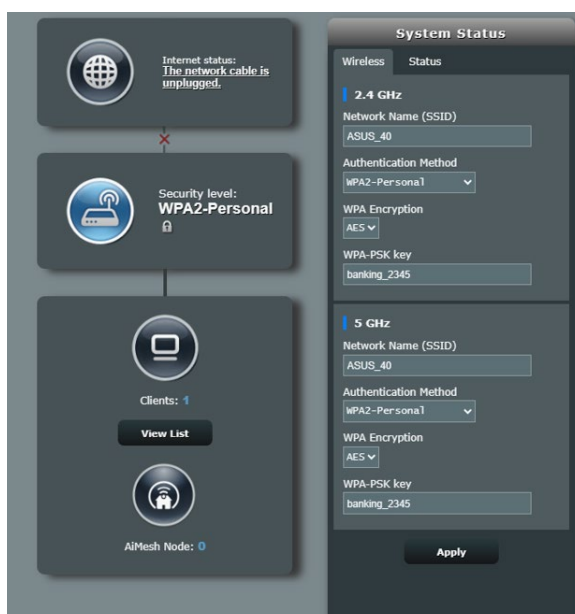 Internet status:
The network cable is
unplugged.
Security level:
WPA2-Personal
Clients: 1
View List
AiMesh Node: 0
System Status
Wireless Status
2.4 GHz
Network Name (SSID)
ASUS_40
Authentication Method
WPA2-Personal
WPA Encryption
AES
WPA-PSK key
banking_2345
5 GHz
Network Name (SSID)
ASUS_40
Authentication Method
WPA2-Personal
WPA Encryption
AES
WPA-PSK key
banking_2345
Apply